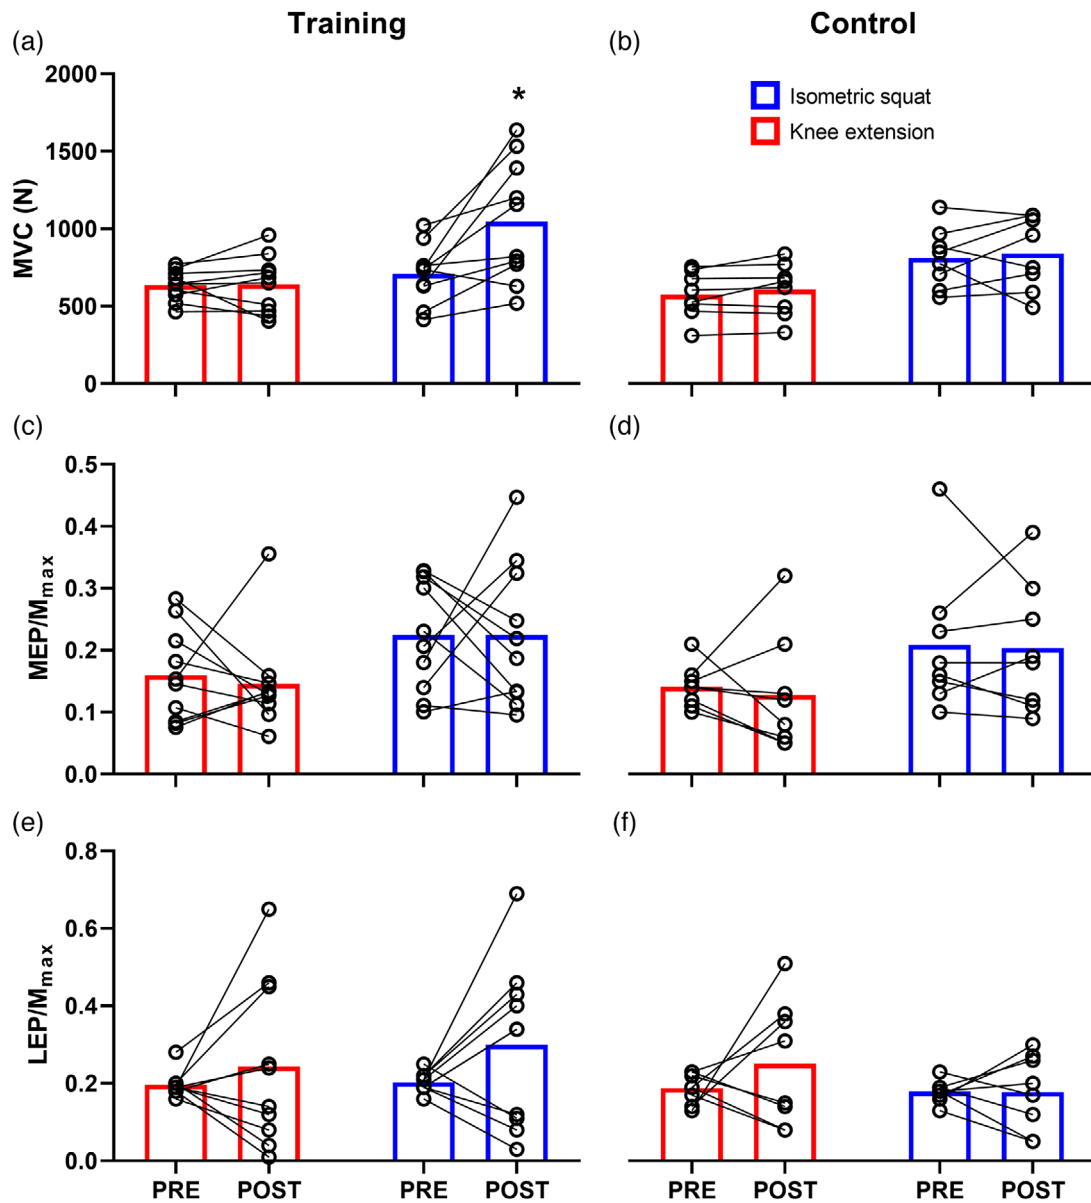 Training
Control
(a)
(b)
2000
1500
1000
500
0
MVC (N)
*
Isometric squat
Knee extension
(c)
(d)
0.5
0.4
0.3
0.2
0.1
0.0
MEP/Mmax
(e)
(f)
0.8
0.6
0.4
0.2
0.0
LEP/Mmax
PRE POST PRE POST PRE POST PRE POST